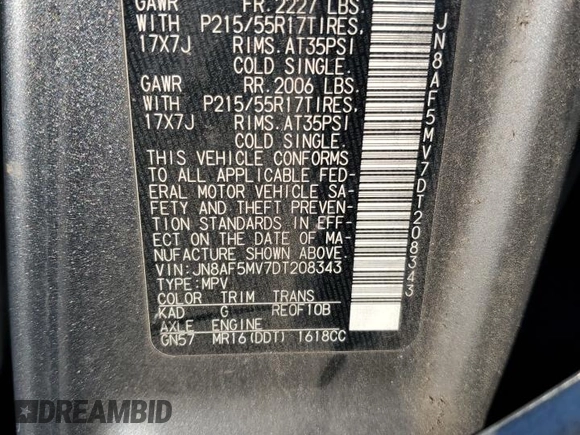 GAWR FR. 2227 LBS.
WITH P215/55R17TIRES,
17X7J RIMS. AT35PSI
COLD SINGLE.
GAWR RR. 2006 LBS.
WITH P215/55R17TIRES,
17X7J RIMS. AT35PSI
COLD SINGLE.
THIS VEHICLE CONFORMS
TO ALL APPLICABLE FED-
ERAL MOTOR VEHICLE SA-
FETY AND THEFT PREVEN-
TION STANDARDS IN EFF-
ECT ON THE DATE OF MA-
NUFACTURE SHOWN ABOVE.
VIN:JN8AF5MV7DT208343
TYPE:MPV
COLOR TRIM TRANS
KAD G RE0F10B
AXLE ENGINE
GN57 MR16(DDT) 1618CC
JN8AF5MV7DT208343
DREAMBID